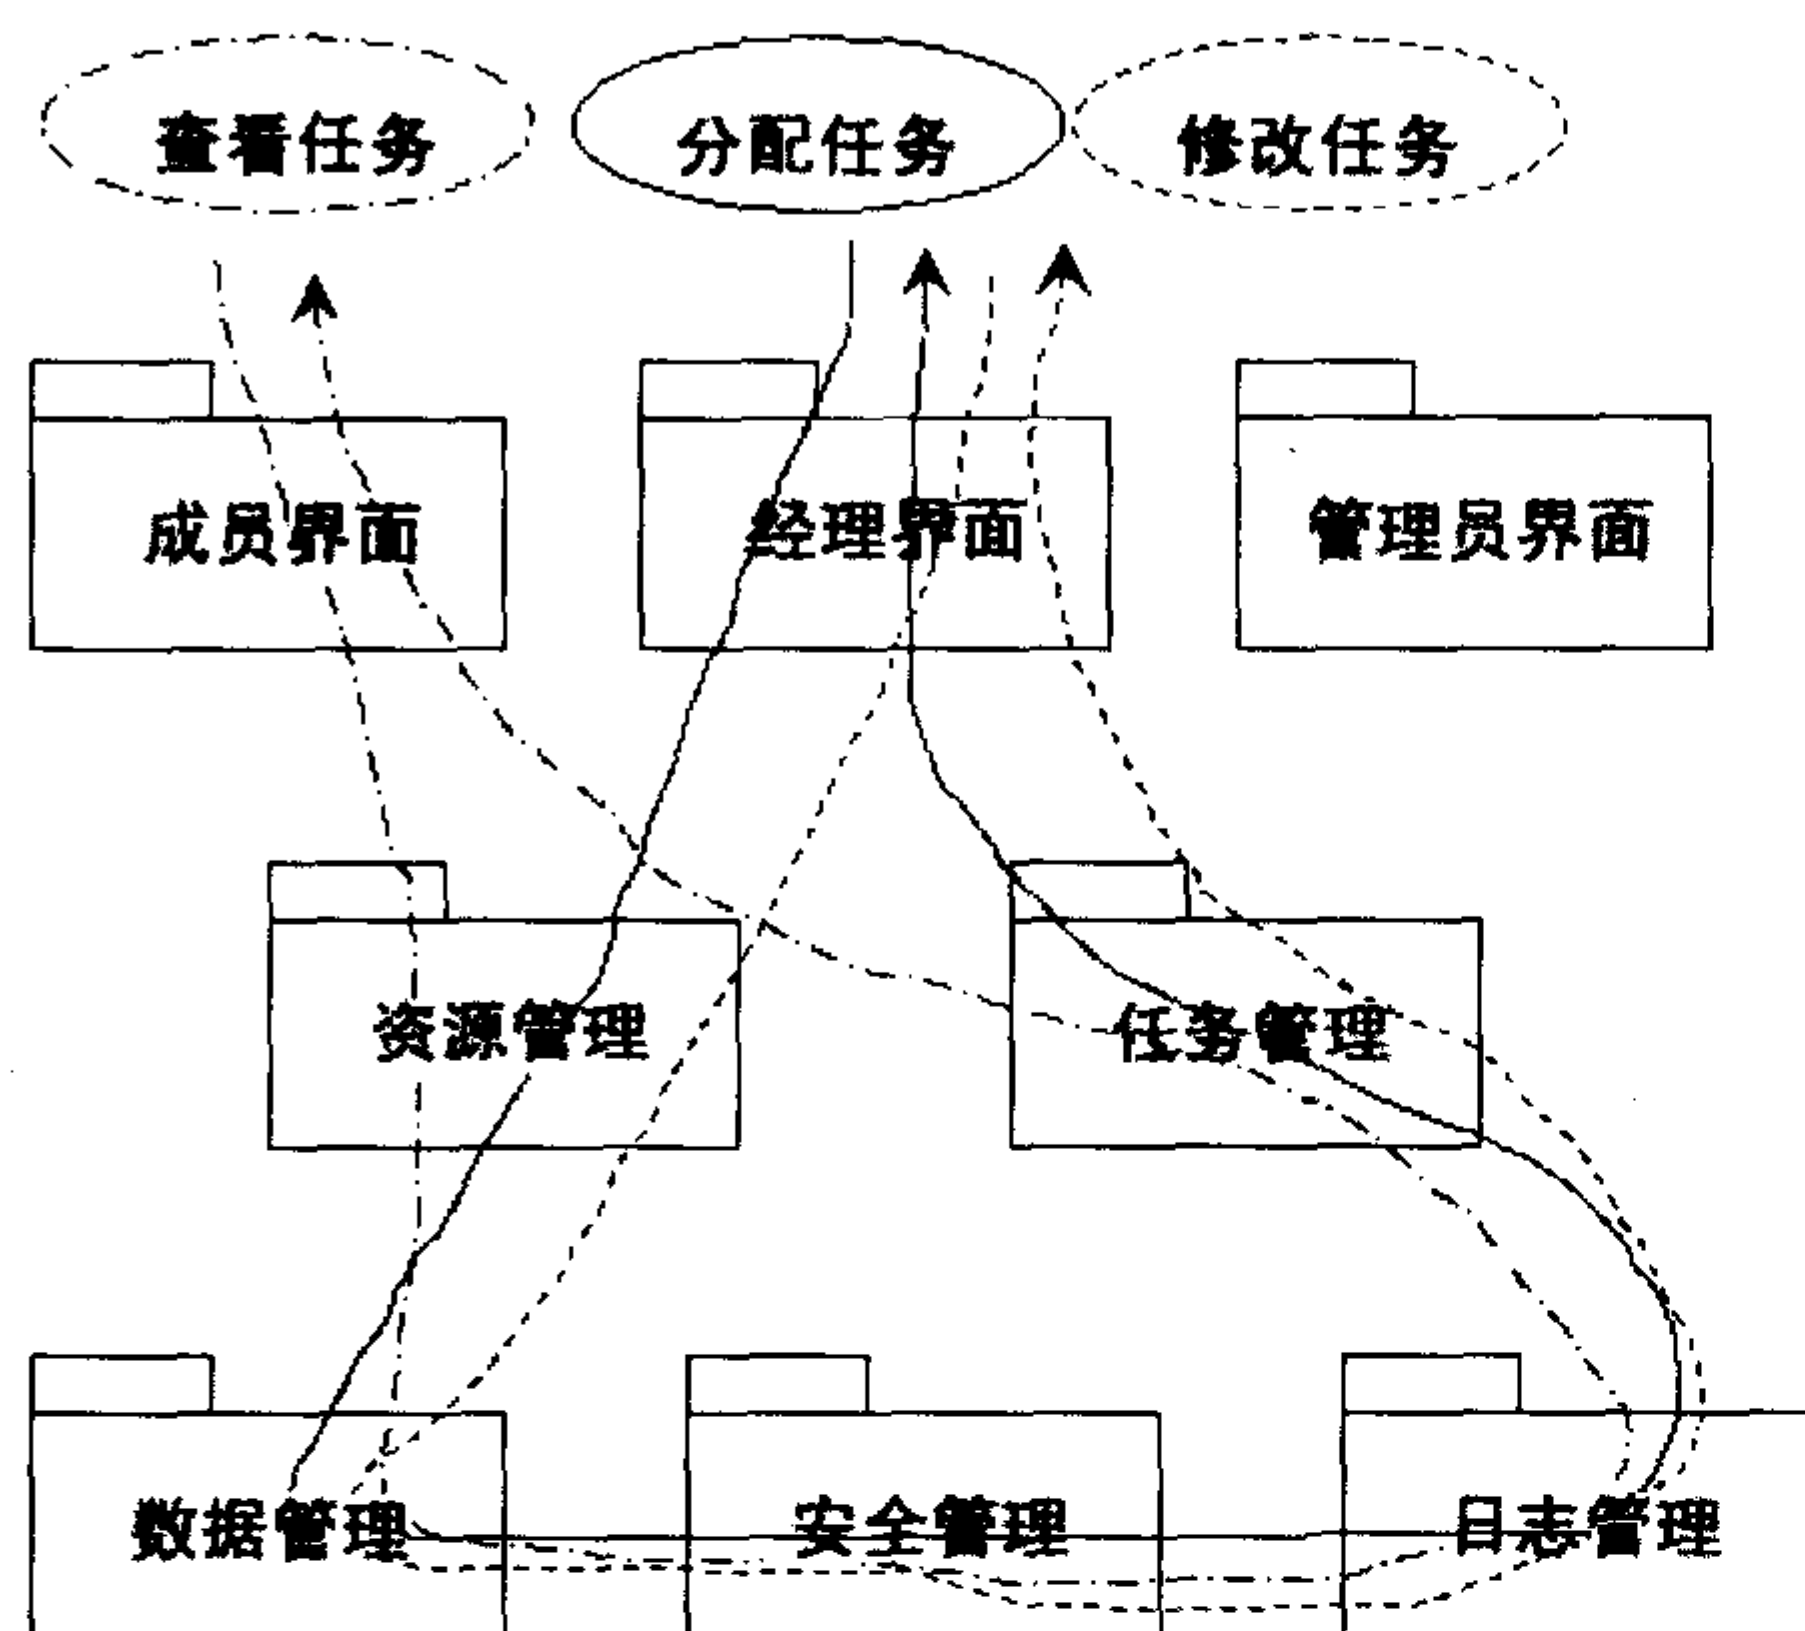 查看任务
分配任务
修改任务
成员界面
经理界面
管理员界面
资源管理
任务管理
数据管理
安全管理
日志管理